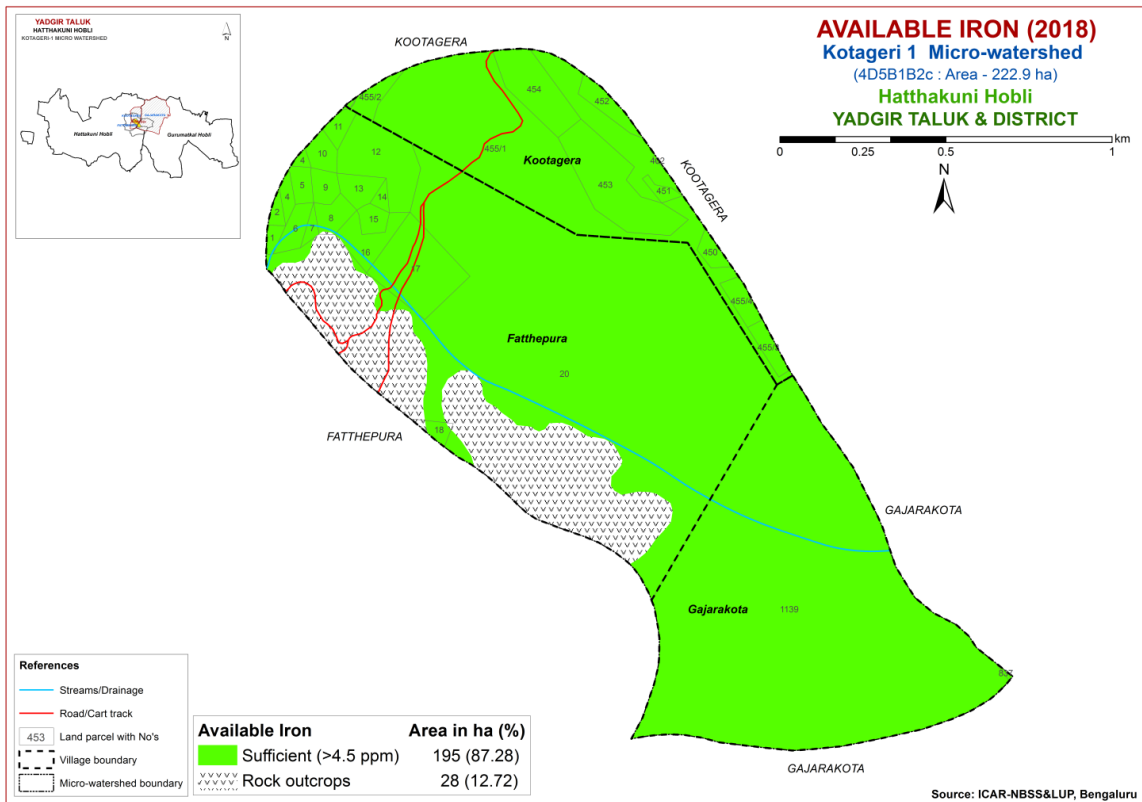 YADGIR TALUK
HATTHAKUNI HOBLI
KOTAGERI-1 MICRO WATERSHED
N
Hattakuni Hobli
Gurumatkal Hobli
AVAILABLE IRON (2018)
Kotageri 1 Micro-watershed
(4D5B1B2c : Area - 222.9 ha)
Hatthakuni Hobli
YADGIR TALUK & DISTRICT
km
0 0.25 0.5 1
N
KOOTAGERA
454
452
455/2
11
12
455/1
Kootagera
462
10
4
453
451
KOOTAGERA
5
9
13
14
4
2
8
15
6
7
1
16
17
450
455/4
Fatthepura
455/3
20
FATTHEPURA
18
GAJARAKOTA
Gajarakota
1139
837
GAJARAKOTA
References
Streams/Drainage
Road/Cart track
453 Land parcel with No's
Village boundary
Micro-watershed boundary
Available Iron Area in ha (%)
Sufficient (>4.5 ppm) 195 (87.28)
Rock outcrops 28 (12.72)
Source: ICAR-NBSS&LUP, Bengaluru